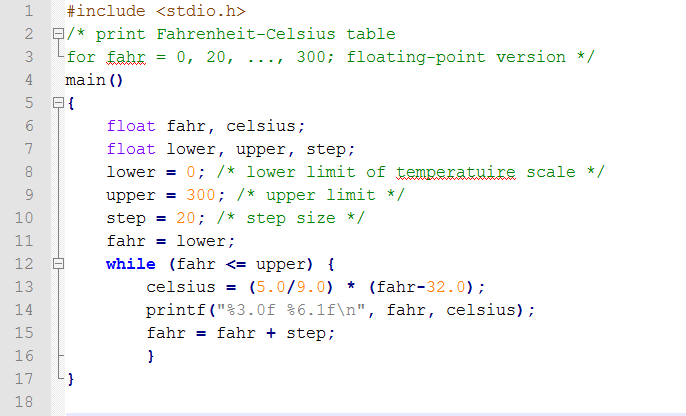 1 #include <stdio.h>
2 /* print Fahrenheit-Celsius table
3 for fahr = 0, 20, ..., 300; floating-point version */
4 main()
5 {
6 float fahr, celsius;
7 float lower, upper, step;
8 lower = 0; /* lower limit of temperatuire scale */
9 upper = 300; /* upper limit */
10 step = 20; /* step size */
11 fahr = lower;
12 while (fahr <= upper) {
13 celsius = (5.0/9.0) * (fahr-32.0);
14 printf("%3.0f %6.1f\n", fahr, celsius);
15 fahr = fahr + step;
16 }
17 }
18